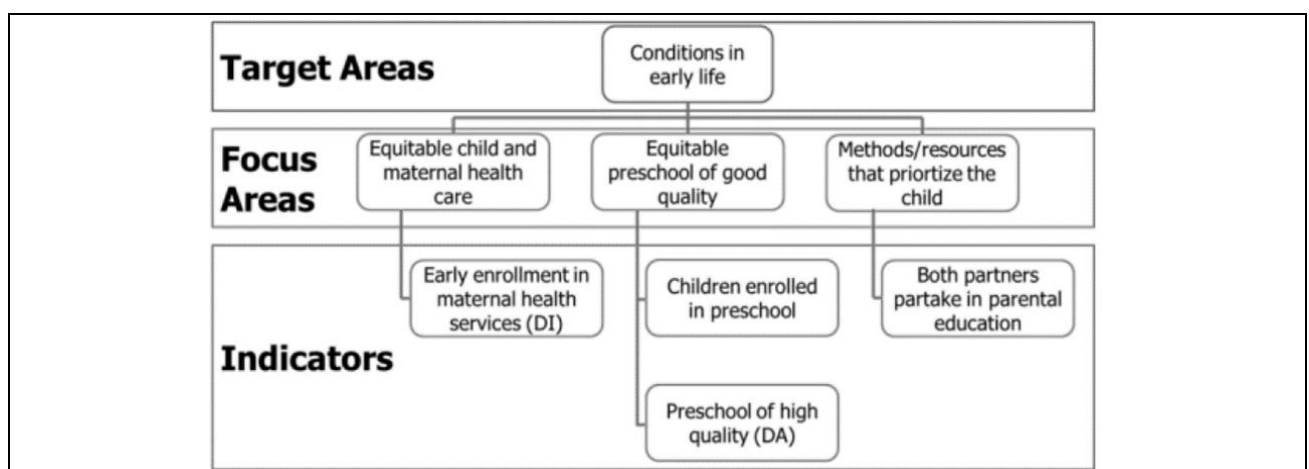 Target Areas
Conditions in
early life
Focus
Areas
Equitable child and
maternal health
care
Equitable
preschool of good
quality
Methods/resources
that priortize the
child
Indicators
Early enrollment in
maternal health
services (DI)
Children enrolled
in preschool
Both partners
partake in parental
education
Preschool of high
quality (DA)